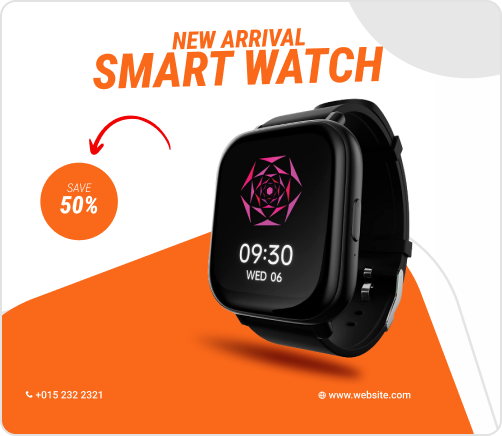 NEW ARRIVAL
SMART WATCH
SAVE
50%
09:30
WED 06
+015 232 2321
www.website.com